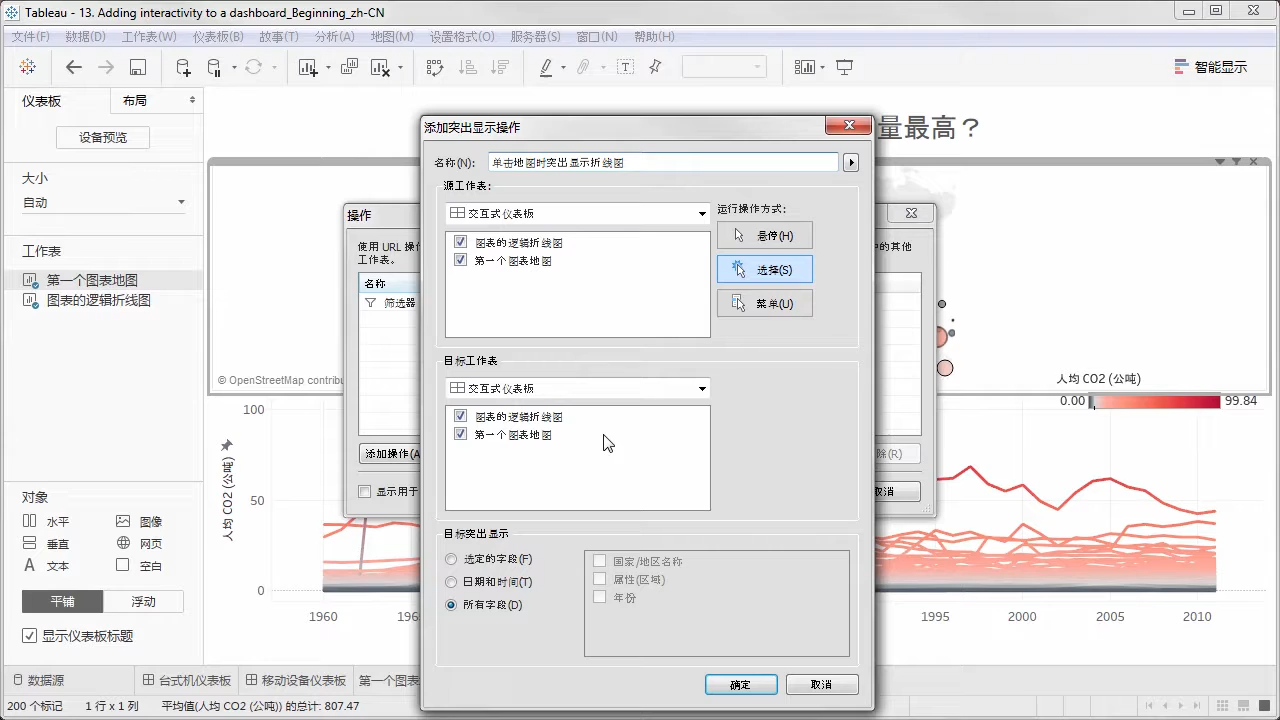 Tableau - 13. Adding interactivity to a dashboard_Beginning_zh-CN
文件(F) 数据(D) 工作表(W) 仪表板(B) 故事(T) 分析(A) 地图(M) 设置格式(O) 服务器(S) 窗口(N) 帮助(H)
智能显示
仪表板 布局
设备预览
大小
自动
工作表
第一个图表地图
图表的逻辑折线图
对象
水平 图像
垂直 网页
文本 空白
平铺 浮动
显示仪表板标题
量最高？
© OpenStreetMap contribu
人均 CO2 (公吨)
0.00 99.84
人均 CO2 (公吨)
100
50
0
1960 196 1995 2000 2005 2010
操作
使用 URL 操 中的其他
工作表。
名称
筛选器
添加操作(A 除(R)
显示用于 取消
添加突出显示操作
名称(N): 单击地图时突出显示折线图
源工作表:
交互式仪表板
图表的逻辑折线图
第一个图表地图
运行操作方式:
悬停(H)
选择(S)
菜单(U)
目标工作表
交互式仪表板
图表的逻辑折线图
第一个图表地图
目标突出显示
选定的字段(F)
日期和时间(T)
所有字段(D)
国家/地区名称
属性(区域)
年份
确定 取消
数据源 台式机仪表板 移动设备仪表板 第一个图表
200 个标记 1 行 x 1 列 平均值(人均 CO2 (公吨)) 的总计: 807.47